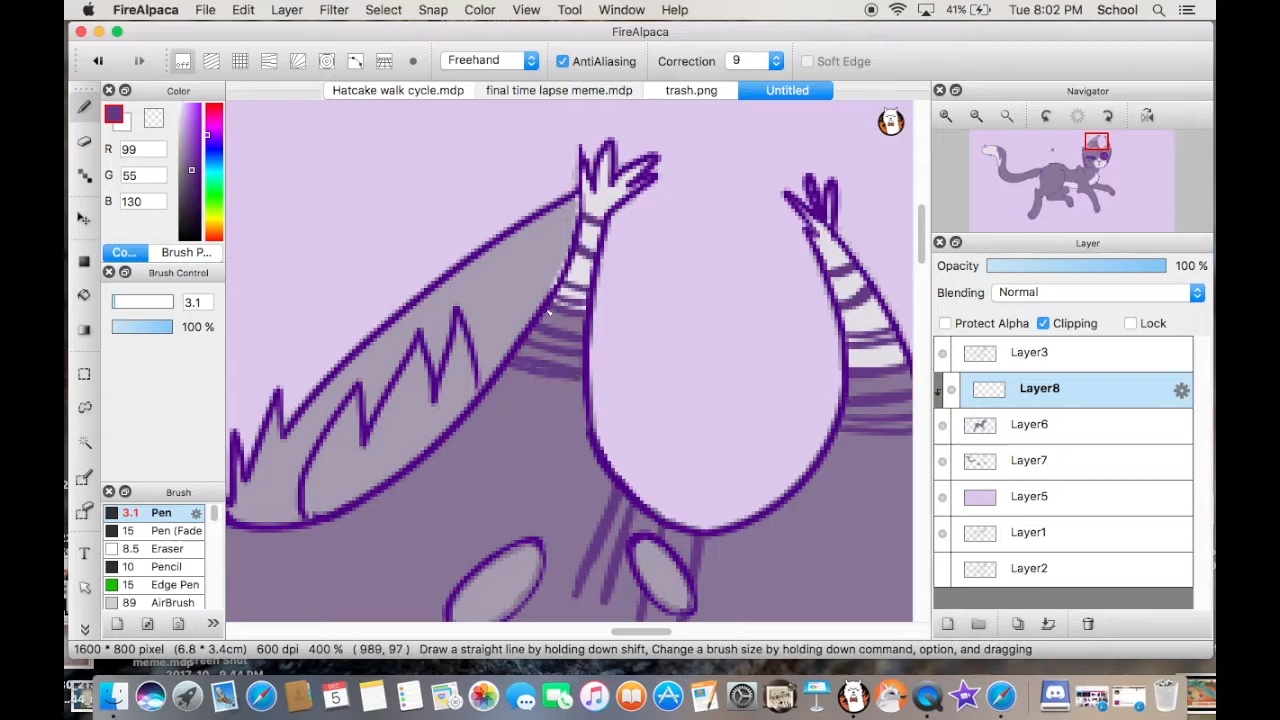 FireAlpaca File Edit Layer Filter Select Snap Color View Tool Window Help 41% Tue 8:02 PM School
FireAlpaca
off Freehand AntiAliasing Correction 9 Soft Edge
Color
Hatcake walk cycle.mdp final time lapse meme.mdp trash.png Untitled
Navigator
R 99
G 55
B 130
Co... Brush P...
Brush Control
3.1
100 %
Layer
Opacity 100 %
Blending Normal
Protect Alpha Clipping Lock
Layer3
Layer8
Layer6
Layer7
Layer5
Layer1
Layer2
Brush
3.1 Pen
15 Pen (Fade
8.5 Eraser
10 Pencil
15 Edge Pen
89 AirBrush
1600 * 800 pixel (6.8 * 3.4cm) 600 dpi 400 % (989, 97) Draw a straight line by holding down shift, Change a brush size by holding down command, option, and dragging
meme.mdp
DEC
5